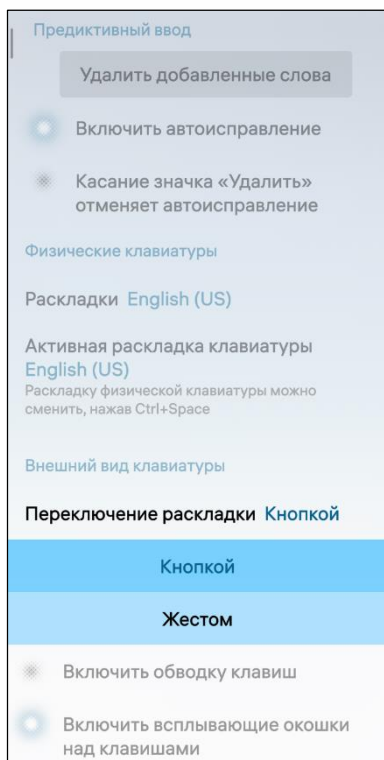 Предиктивный ввод
Удалить добавленные слова
Включить автоисправление
Касание значка «Удалить»
отменяет автоисправление
Физические клавиатуры
Раскладки English (US)
Активная раскладка клавиатуры
English (US)
Раскладку физической клавиатуры можно
сменить, нажав Ctrl+Space
Внешний вид клавиатуры
Переключение раскладки Кнопкой
Кнопкой
Жестом
Включить обводку клавиш
Включить всплывающие окошки
над клавишами